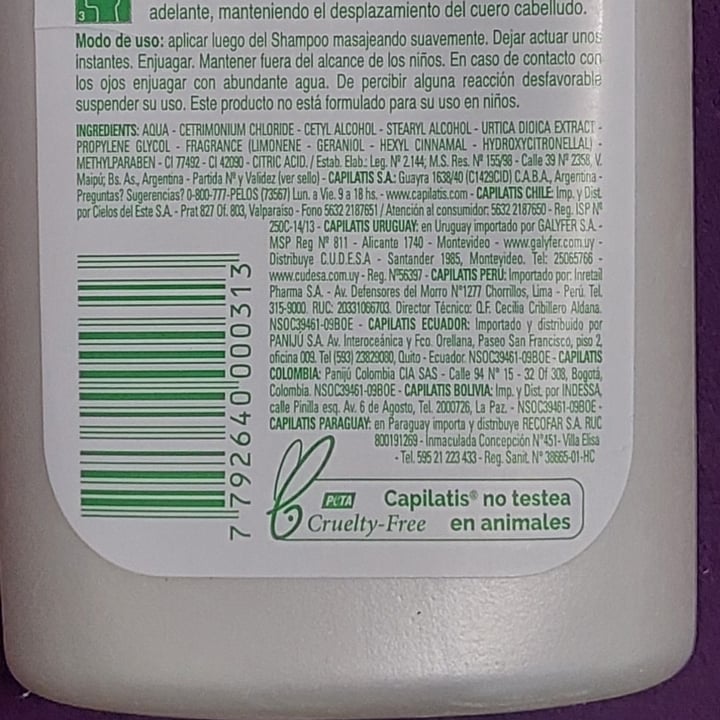 3
adelante, manteniendo el desplazamiento del cuero cabelludo.
Modo de uso: aplicar luego del Shampoo masajeando suavemente. Dejar actuar unos
instantes. Enjuagar. Mantener fuera del alcance de los niños. En caso de contacto con
los ojos enjuagar con abundante agua. De percibir alguna reacción desfavorable
suspender su uso. Este producto no está formulado para su uso en niños.
INGREDIENTS: AQUA - CETRIMONIUM CHLORIDE - CETYL ALCOHOL - STEARYL ALCOHOL - URTICA DIOICA EXTRACT -
PROPYLENE GLYCOL - FRAGRANCE (LIMONENE - GERANIOL - HEXYL CINNAMAL - HYDROXYCITRONELLAL) -
METHYLPARABEN - CI 77492 - CI 42090 - CITRIC ACID. / Estab. Elab.: Leg. Nº 2.144; M.S. Res. Nº 155/98 - Calle 39 Nº 2358, V.
Maipú; Bs. As., Argentina - Partida Nº y Validez (ver sello) - CAPILATIS S.A.: Guayra 1638/40 (C1429CID) C.A.B.A., Argentina -
Preguntas? Sugerencias? 0-800-777-PELOS (73567) Lun. a Vie. 9 a 18 hs. - www.capilatis.com - CAPILATIS CHILE: Imp. y Dist.
por Cielos del Este S.A. - Prat 827 Of. 803, Valparaíso - Fono 5632 2187651 / Atención al consumidor: 5632 2187650 - Reg. ISP Nº
250C-14/13 - CAPILATIS URUGUAY: en Uruguay importado por GALYFER S.A. -
MSP Reg Nº 811 - Alicante 1740 - Montevideo - www.galyfer.com.uy -
Distribuye C.U.D.E.S.A - Santander 1985, Montevideo. Tel: 25065766 -
www.cudesa.com.uy - Reg. Nº56397 - CAPILATIS PERÚ: Importado por: Inretail
Pharma S.A. - Av. Defensores del Morro Nº1277 Chorrillos, Lima - Perú. Tel.
315-9000. RUC: 20331066703. Director Técnico: Q.F. Cecilia Cribillero Aldana.
NSOC39461-09BOE - CAPILATIS ECUADOR: Importado y distribuido por
PANIJÚ S.A. Av. Interoceánica y Fco. Orellana, Paseo San Francisco, piso 2,
oficina 009. Tel (593) 23829080, Quito - Ecuador. NSOC39461-09BOE - CAPILATIS
COLOMBIA: Panijú Colombia CIA SAS - Calle 94 Nº 15 - 32 Of 308, Bogotá,
Colombia. NSOC39461-09BOE - CAPILATIS BOLIVIA: Imp. y Dist. por INDESSA,
calle Pinilla esq. Av. 6 de Agosto, Tel. 2000726, La Paz. - NSOC39461-09BOE -
CAPILATIS PARAGUAY: en Paraguay importa y distribuye RECOFAR S.A. RUC
800191269 - Inmaculada Concepción Nº451- Villa Elisa
- Tel. 595 21 223 433 - Reg. Sanit. Nº 38665-01-HC
7 792640 000313
PETA
Cruelty-Free
Capilatis® no testea
en animales